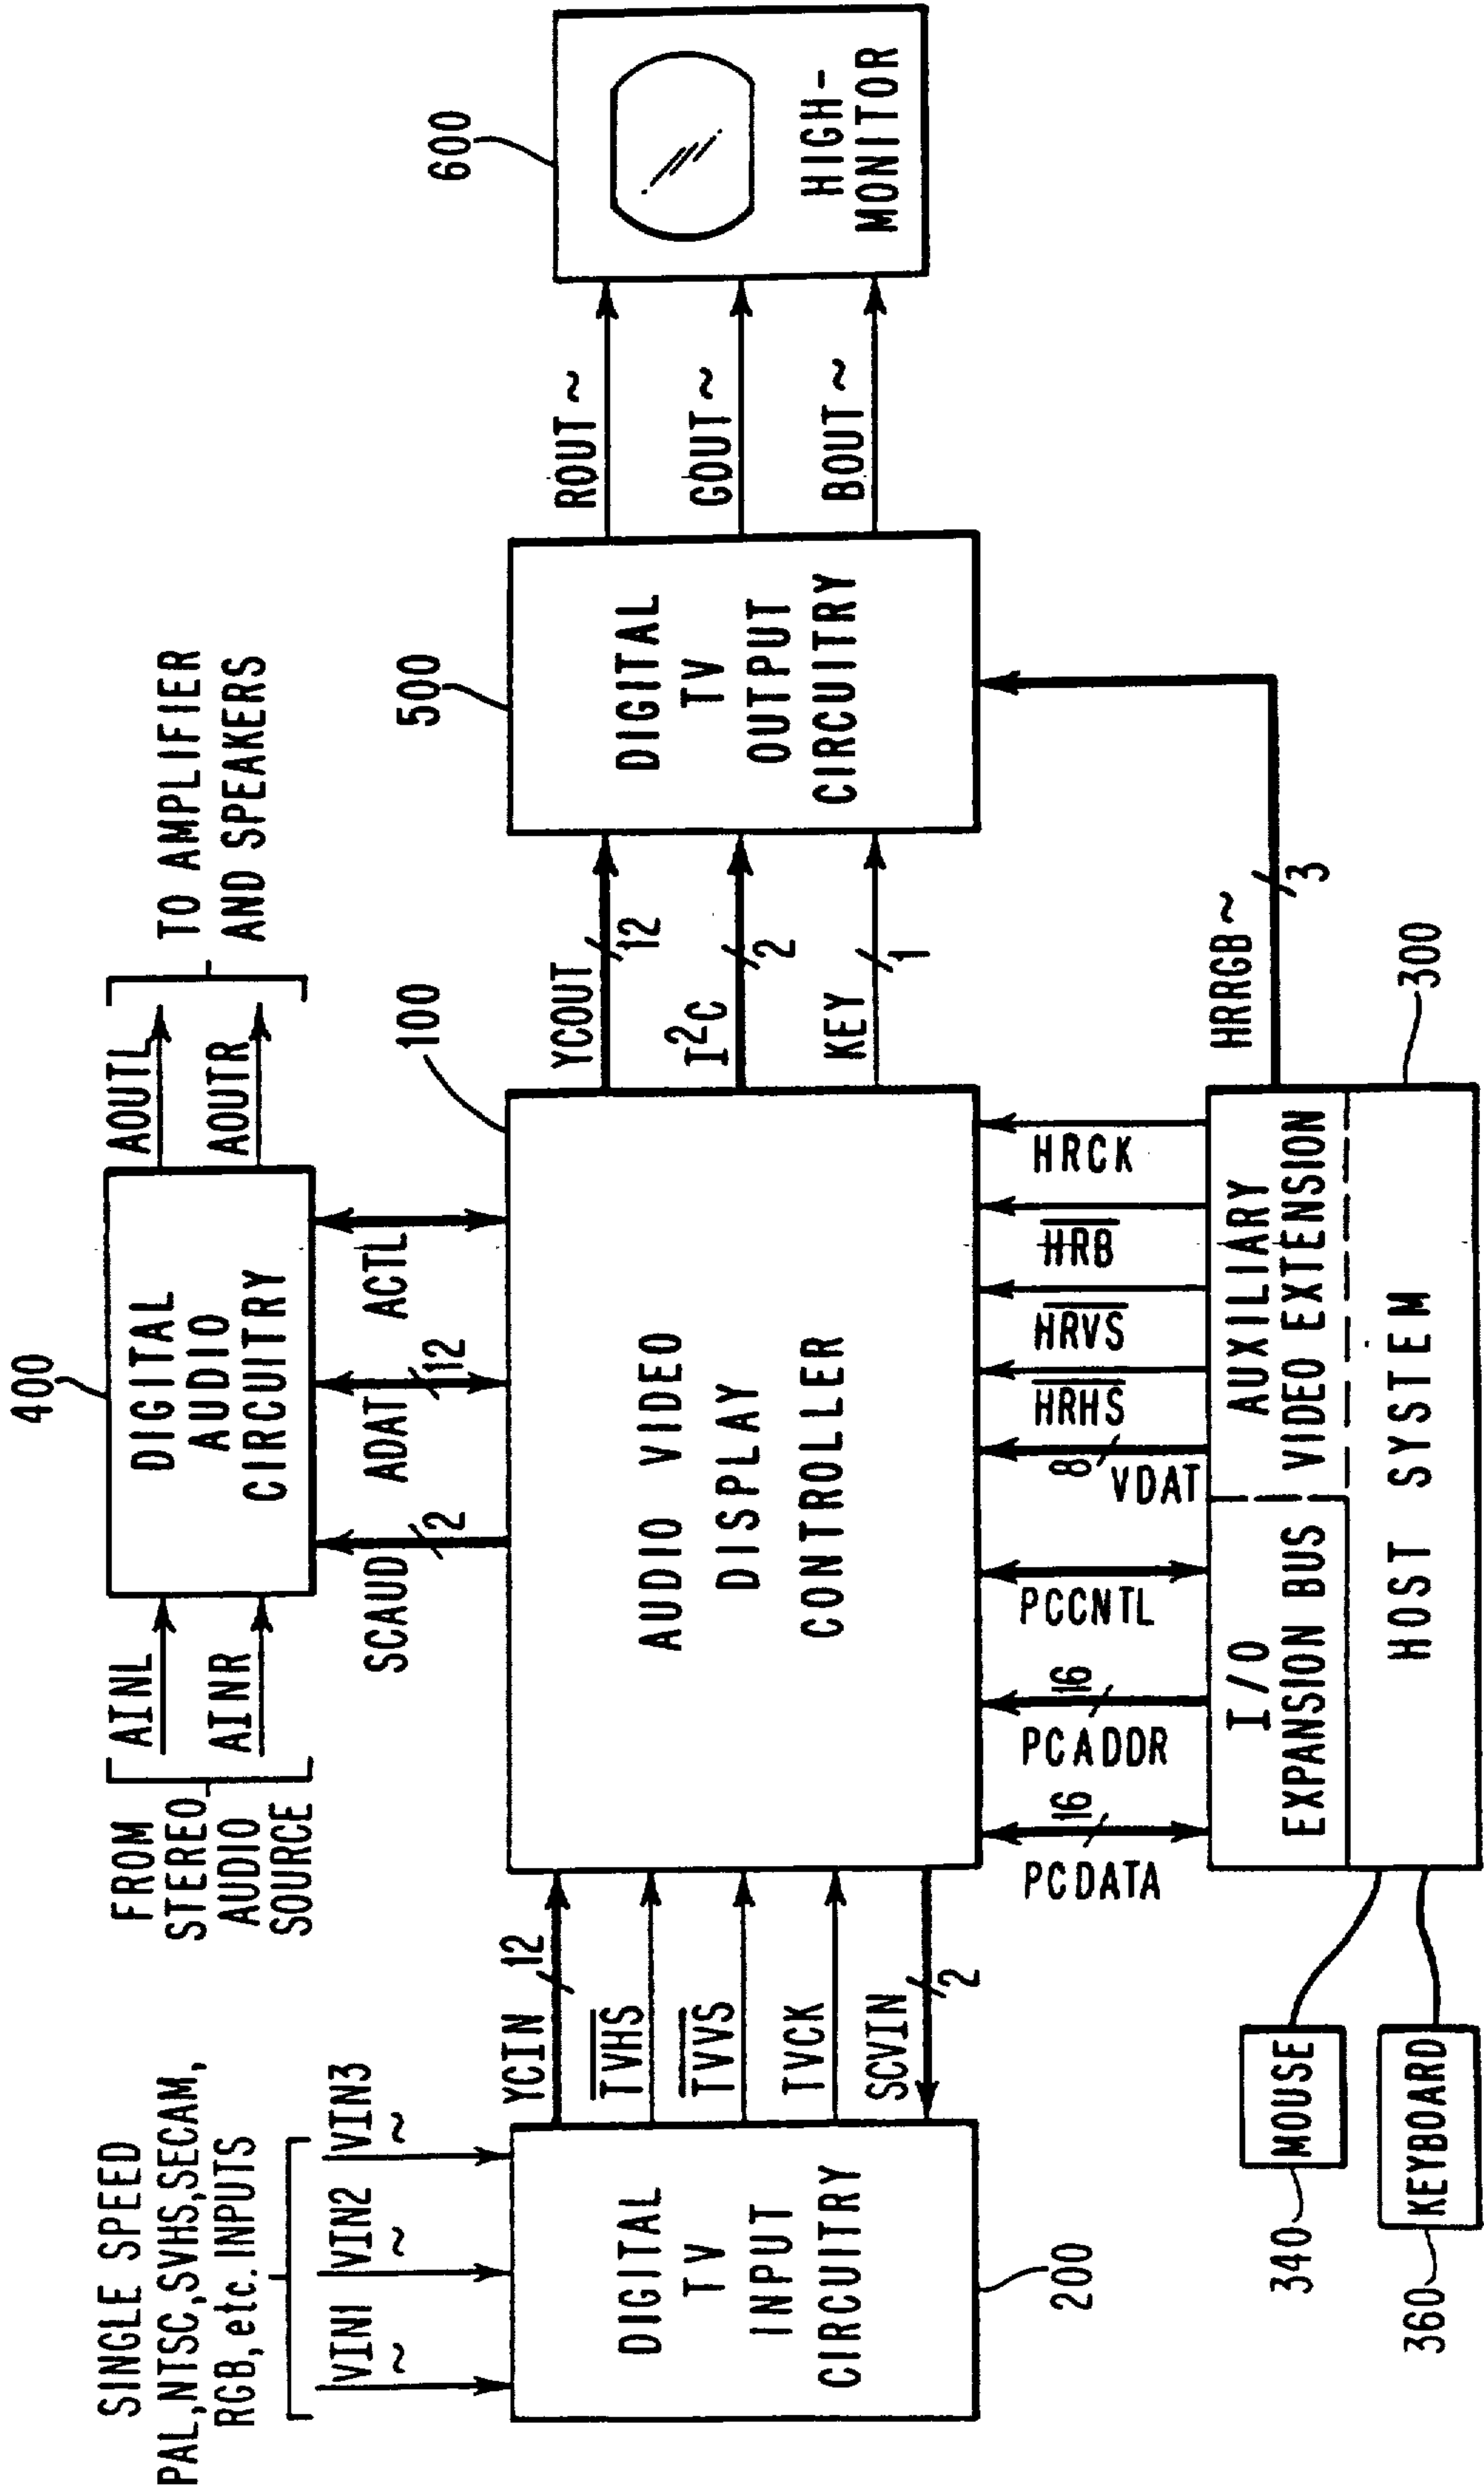 SINGLE SPEED
PAL,NTSC,SVHS,SECAM,
RGB, etc. INPUTS
VIN1 ~
VIN2 ~
VIN3 ~
DIGITAL
TV
INPUT
CIRCUITRY
200
YCIN 12
TVHS
TVVS
TVCK
SCVIN 2
FROM
STEREO
AUDIO
SOURCE
AINL
AINR
400
DIGITAL
AUDIO
CIRCUITRY
AOUTL
AOUTR
TO AMPLIFIER
AND SPEAKERS
SCAUD 2
ADAT 12
ACTL
100
AUDIO VIDEO
DISPLAY
CONTROLLER
YCOUT 12
I²C 2
KEY 1
500
DIGITAL
TV
OUTPUT
CIRCUITRY
ROUT ~
GOUT ~
BOUT ~
600
HIGH-
MONITOR
PCDATA 16
PCADDR 16
PCCNTL
VDAT 8
HRHS
HRVS
HRB
HRCK
HRRGB ~ 3
I/O
EXPANSION BUS
AUXILIARY
VIDEO EXTENSION
HOST SYSTEM
300
MOUSE
340
KEYBOARD
360